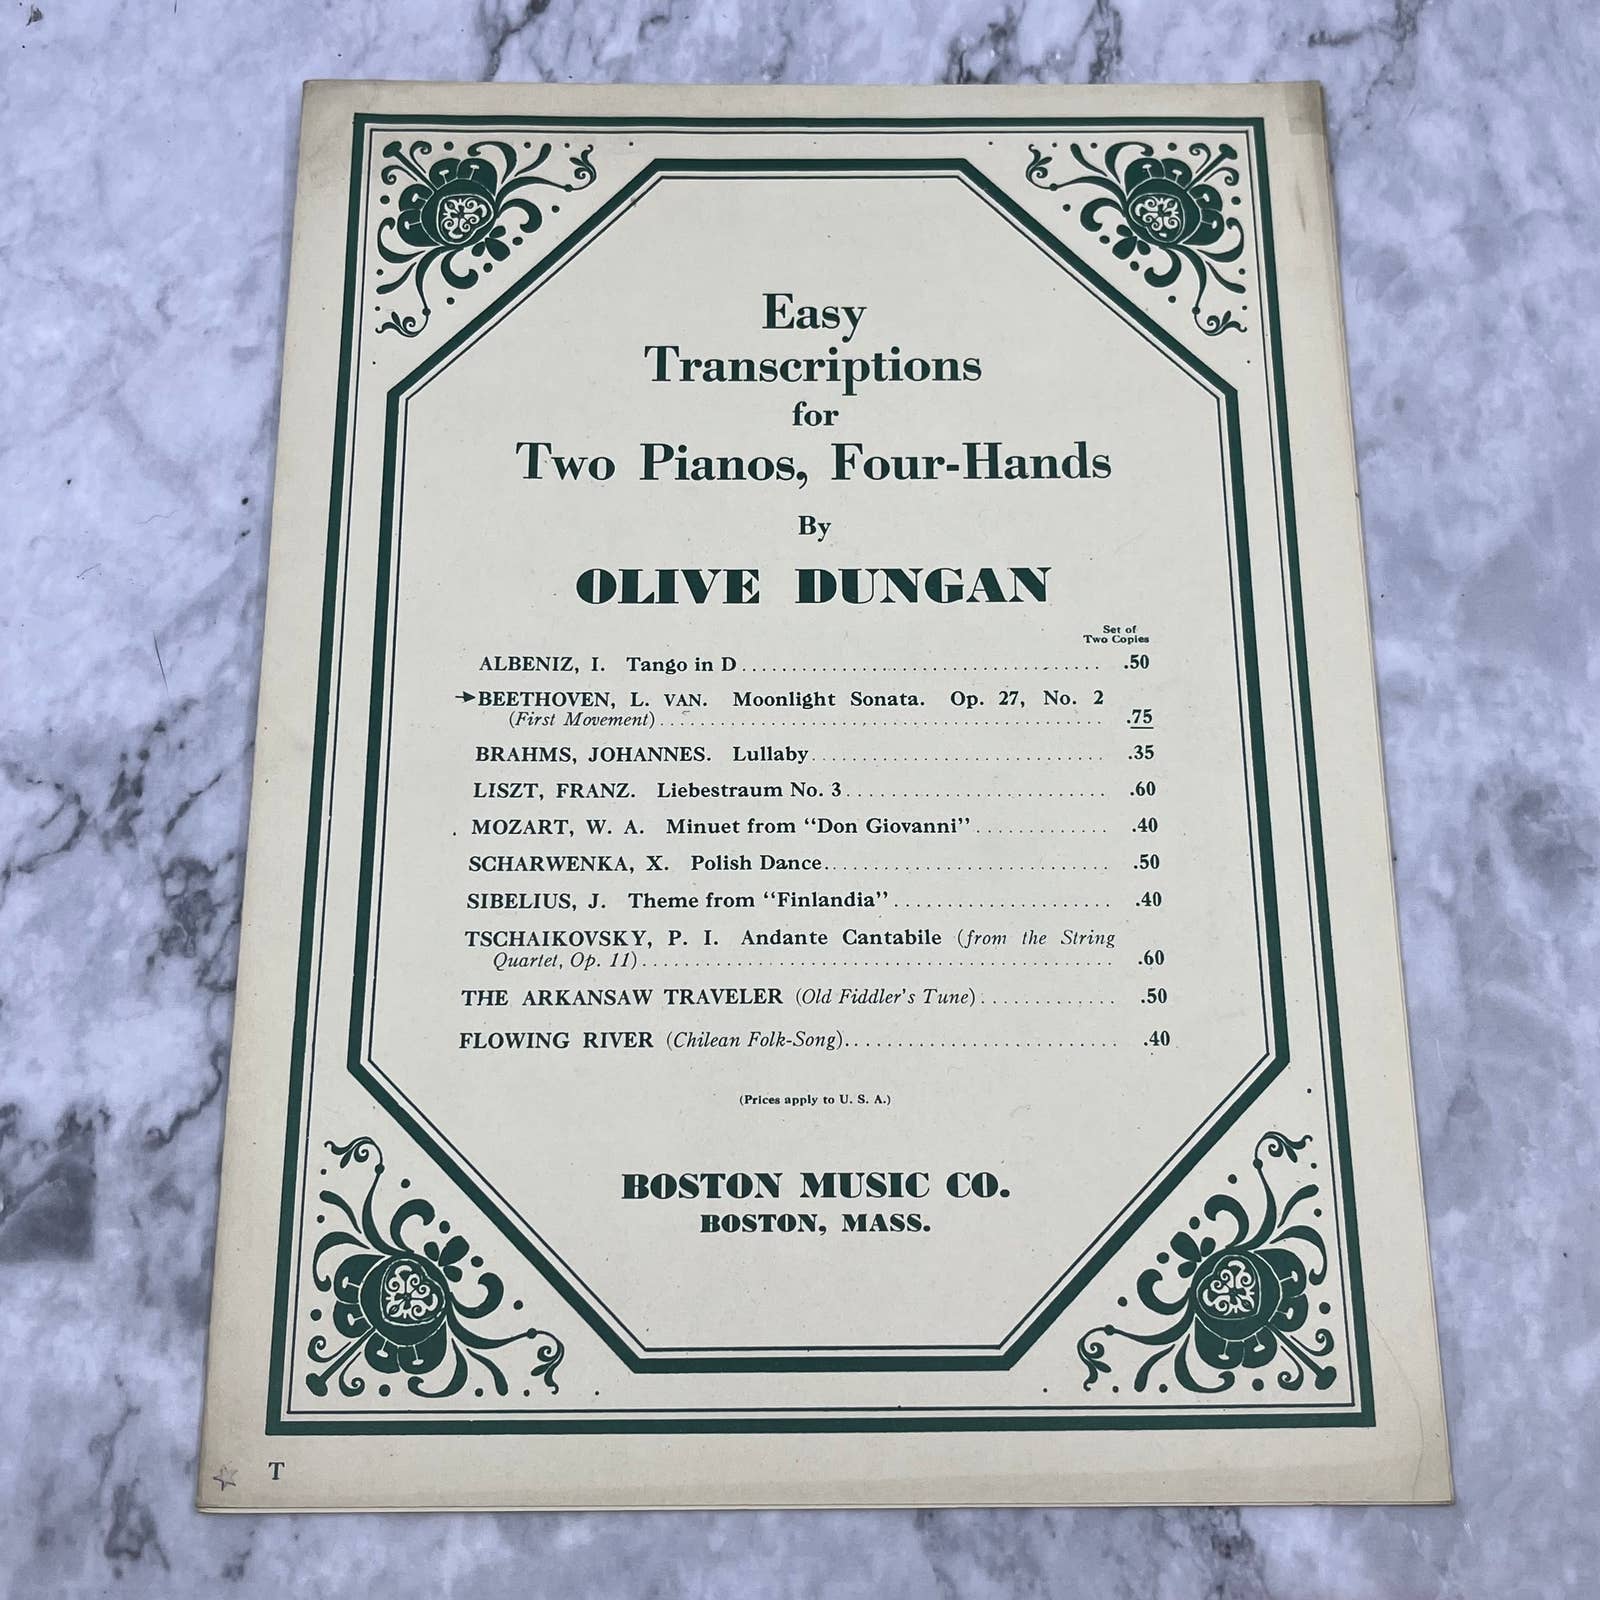 Easy
Transcriptions
for
Two Pianos, Four-Hands
By
OLIVE DUNGAN
Set of
Two Copies
ALBENIZ, I. Tango in D........................................ .50
→BEETHOVEN, L. VAN. Moonlight Sonata. Op. 27, No. 2
(First Movement)............................................. .75
BRAHMS, JOHANNES. Lullaby............................ .35
LISZT, FRANZ. Liebestraum No. 3......................... .60
MOZART, W. A. Minuet from “Don Giovanni”............. .40
SCHARWENKA, X. Polish Dance........................... .50
SIBELIUS, J. Theme from “Finlandia”..................... .40
TSCHAIKOVSKY, P. I. Andante Cantabile (from the String
Quartet, Op. 11)............................................. .60
THE ARKANSAW TRAVELER (Old Fiddler's Tune)............ .50
FLOWING RIVER (Chilean Folk-Song)......................... .40
(Prices apply to U. S. A.)
BOSTON MUSIC CO.
BOSTON, MASS.
T